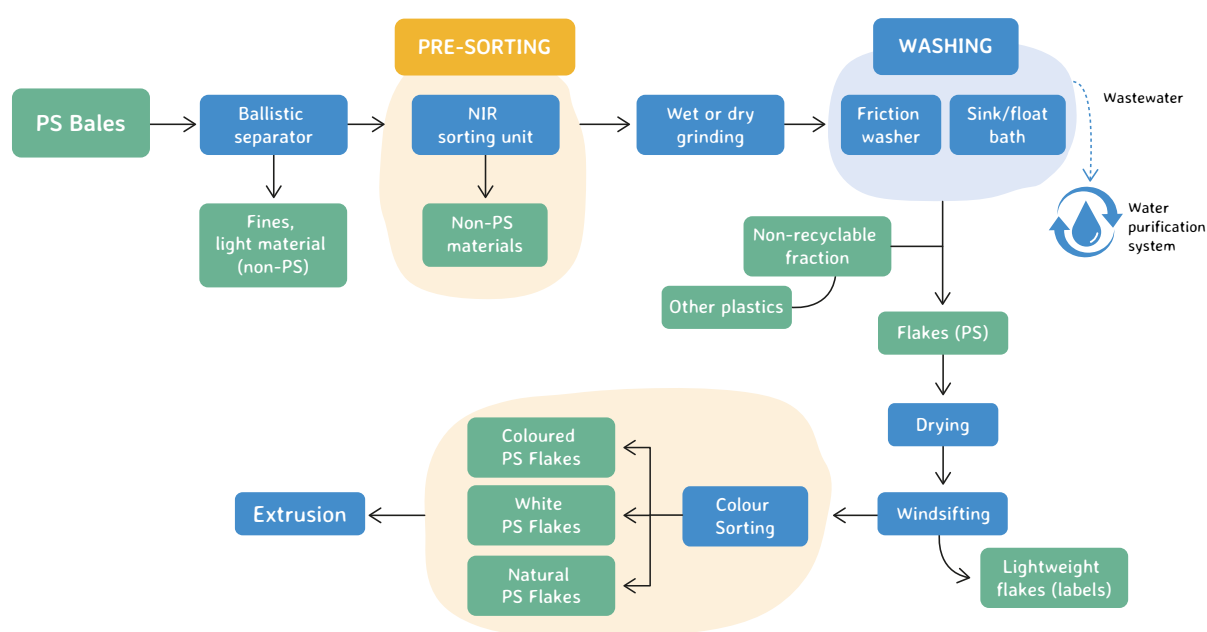 PRE-SORTING
WASHING
PS Bales
Ballistic
separator
NIR
sorting unit
Wet or dry
grinding
Friction
washer
Sink/float
bath
Wastewater
Fines,
light material
(non-PS)
Non-PS
materials
Non-recyclable
fraction
Water
purification
system
Other plastics
Flakes (PS)
Drying
Coloured
PS Flakes
Extrusion
White
PS Flakes
Colour
Sorting
Windsifting
Natural
PS Flakes
Lightweight
flakes (labels)